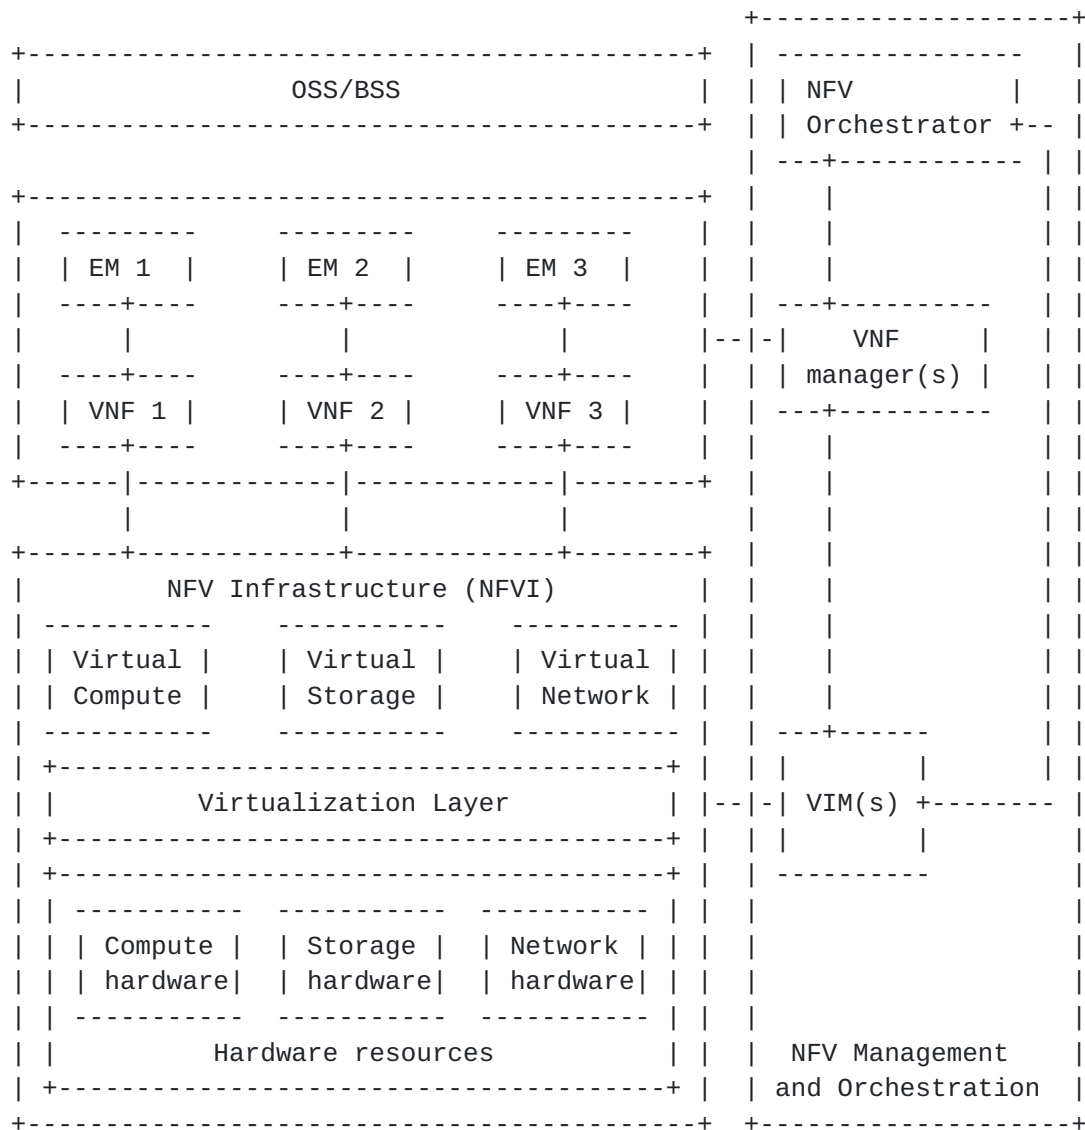 OSS/BSS
NFV
Orchestrator
EM 1 EM 2 EM 3
VNF
manager(s)
VNF 1 VNF 2 VNF 3
NFV Infrastructure (NFVI)
Virtual Virtual Virtual
Compute Storage Network
Virtualization Layer
VIM(s)
Compute Storage Network
hardware hardware hardware
Hardware resources
NFV Management
and Orchestration